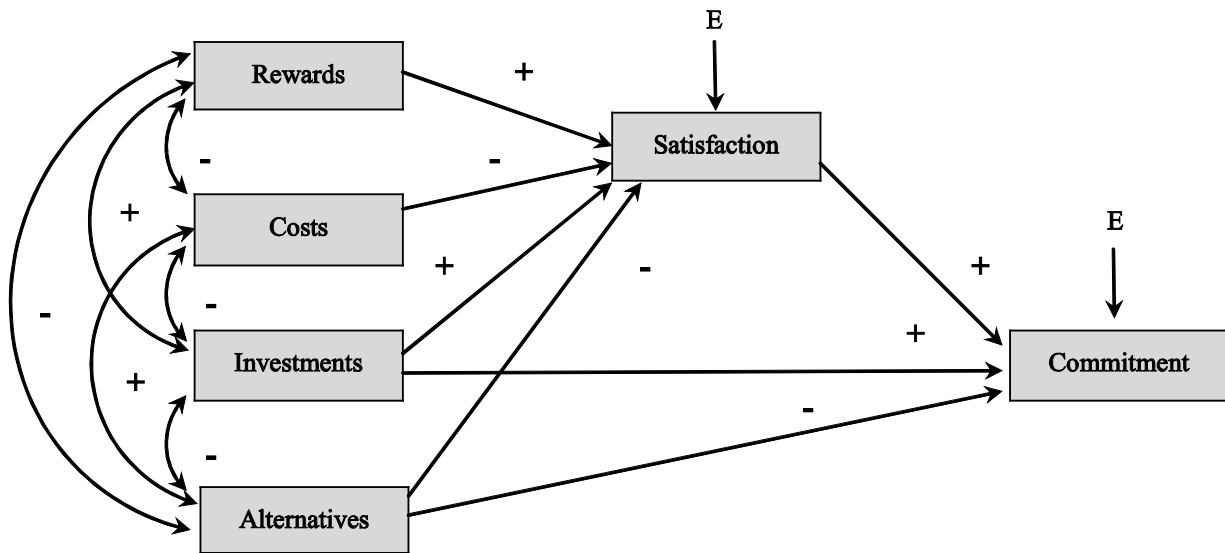 E
Rewards
+
Satisfaction
-
-
Costs
+
E
+
-
+
-
-
+
Investments
Commitment
+
-
-
Alternatives